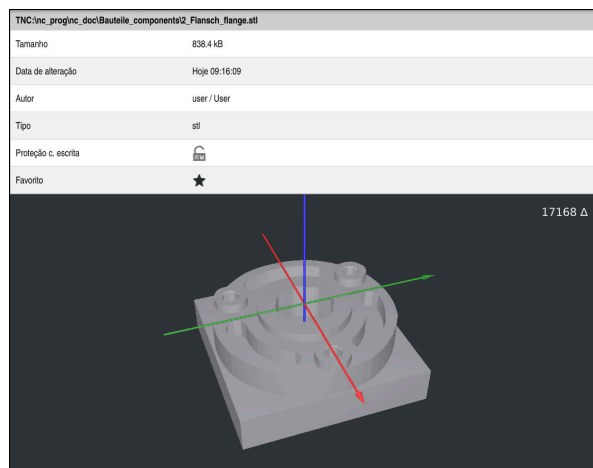 TNC:\nc_prog\nc_doc\Bauteile_components\2_Flansch_flange.stl
Tamanho 838.4 kB
Data de alteração Hoje 09:16:09
Autor user / User
Tipo stl
Proteção c. escrita RW
Favorito
17168 Δ